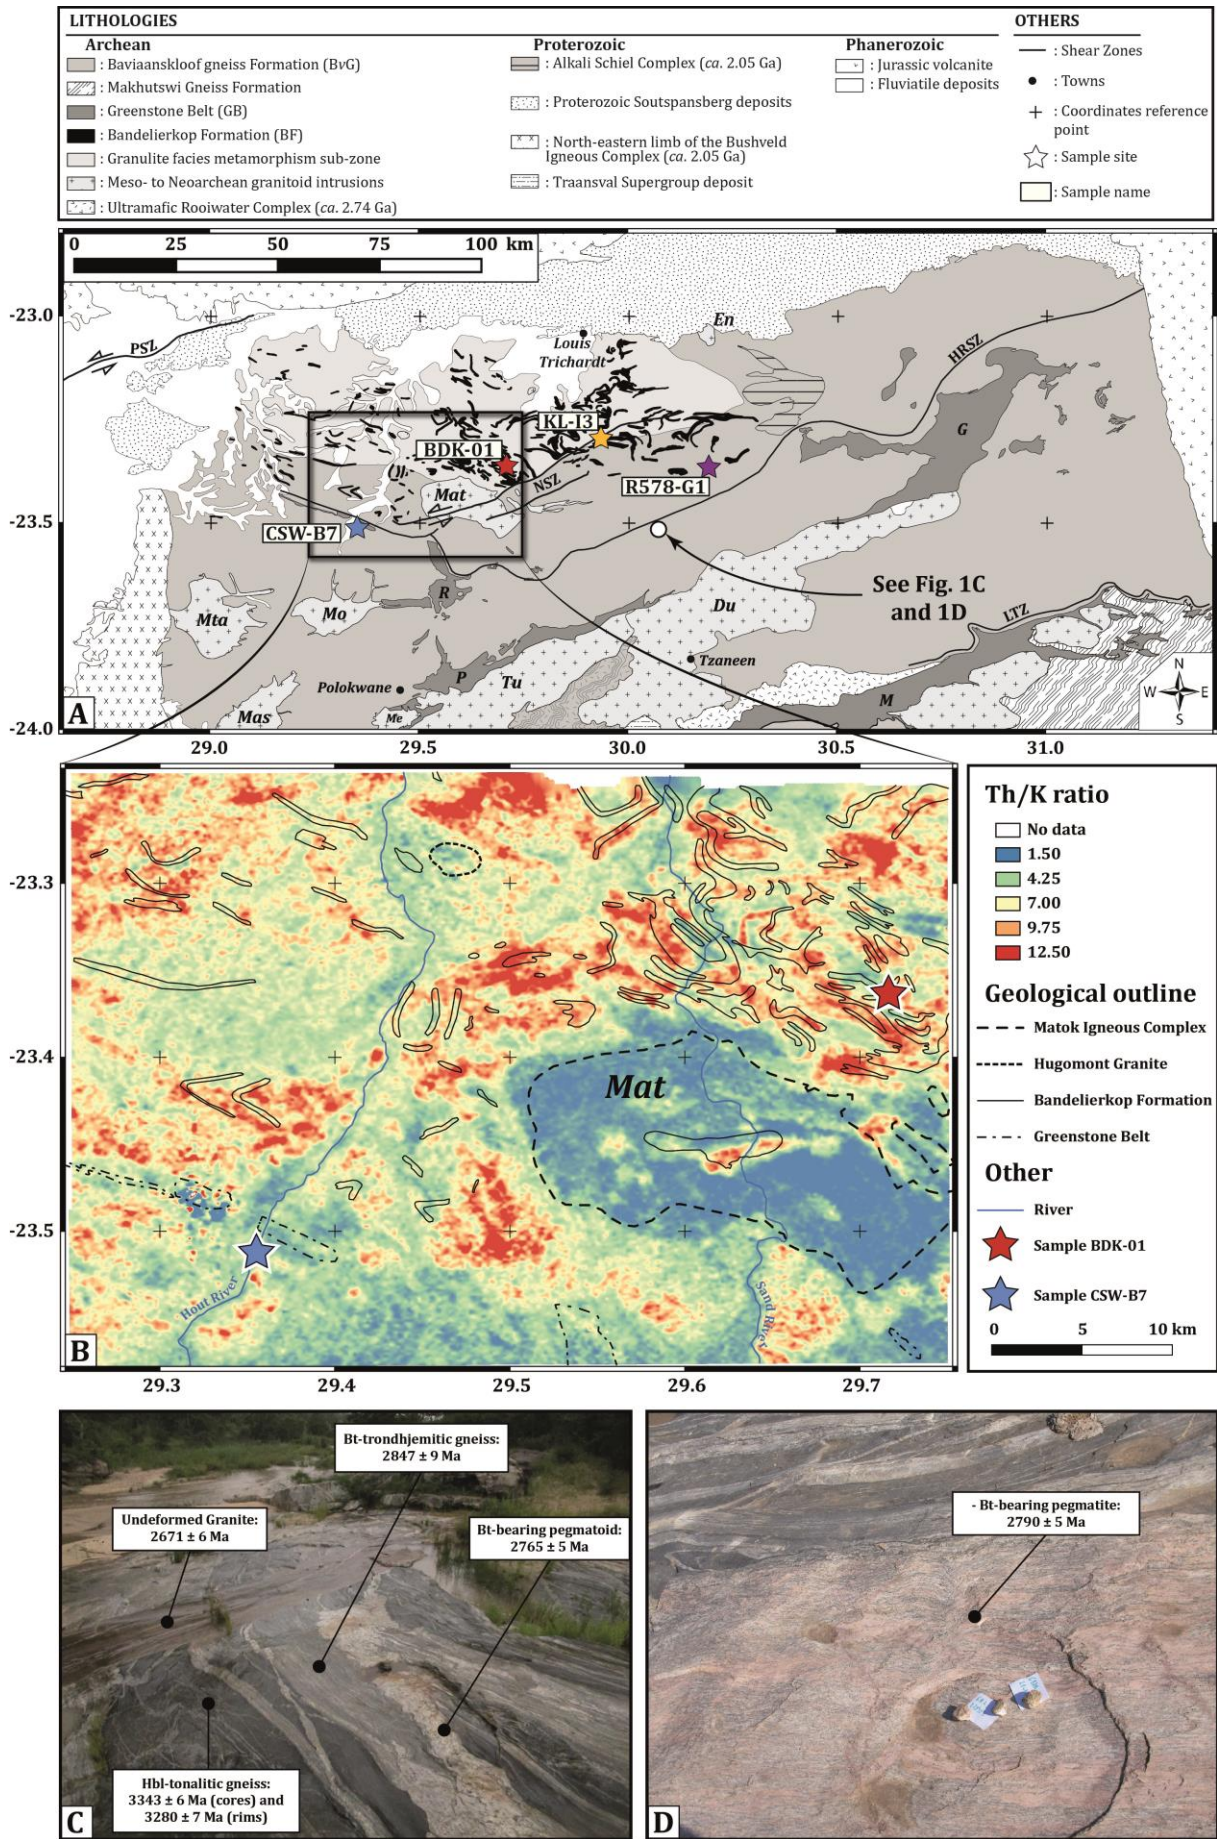 LITHOLOGIES
Archean
: Baviaanskloof gneiss Formation (BvG)
: Makhutswi Gneiss Formation
: Greenstone Belt (GB)
: Bandelierkop Formation (BF)
: Granulite facies metamorphism sub-zone
: Meso- to Neoarchean granitoid intrusions
: Ultramafic Rooiwater Complex (ca. 2.74 Ga)
Proterozoic
: Alkali Schiel Complex (ca. 2.05 Ga)
: Proterozoic Soutspansberg deposits
: North-eastern limb of the Bushveld
Igneous Complex (ca. 2.05 Ga)
: Traansval Supergroup deposit
Phanerozoic
: Jurassic volcanite
: Fluviatile deposits
OTHERS
: Shear Zones
: Towns
: Coordinates reference
point
: Sample site
: Sample name
0 25 50 75 100 km
-23.0
-23.5
-24.0
PSZ
Louis
Trichardt
En
HRSZ
KL-I3
BDK-01
G
NSZ
Mat
R578-G1
CSW-B7
See Fig. 1C
and 1D
R
Mta
Mo
Du
LTZ
Tzaneen
P
Polokwane
Tu
Mas
Me
M
N
W E
S
A
29.0 29.5 30.0 30.5 31.0
-23.3
-23.4
-23.5
Mat
Hout River
Sand River
B
29.3 29.4 29.5 29.6 29.7
Th/K ratio
No data
1.50
4.25
7.00
9.75
12.50
Geological outline
Matok Igneous Complex
Hugomont Granite
Bandelierkop Formation
Greenstone Belt
Other
River
Sample BDK-01
Sample CSW-B7
0 5 10 km
Bt-trondhjemitic gneiss:
2847 ± 9 Ma
Undeformed Granite:
2671 ± 6 Ma
Bt-bearing pegmatoid:
2765 ± 5 Ma
Hbl-tonalitic gneiss:
3343 ± 6 Ma (cores) and
3280 ± 7 Ma (rims)
C
- Bt-bearing pegmatite:
2790 ± 5 Ma
D